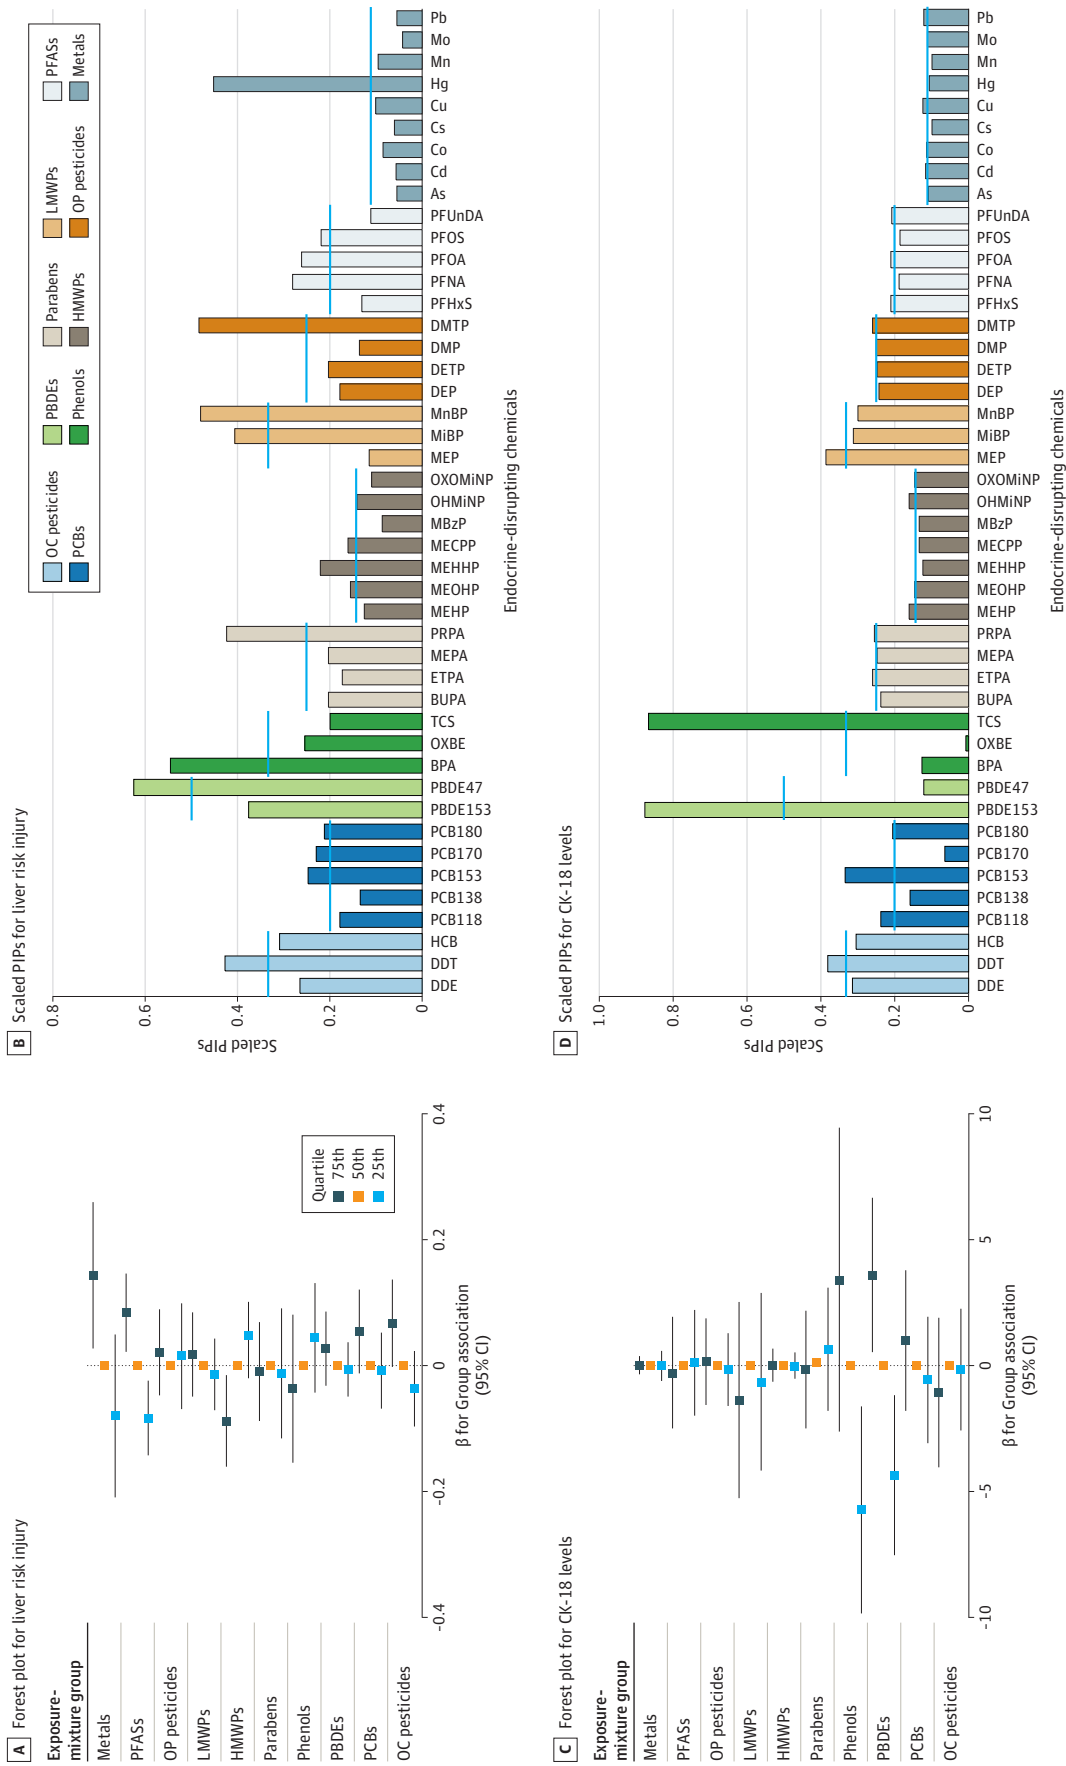 A Forest plot for liver risk injury
Exposure-
mixture group
Metals
PFASs
OP pesticides
LMWPs
HMWPs
Parabens
Phenols
PBDEs
PCBs
OC pesticides
Quartile
75th
50th
25th
-0.4 -0.2 0 0.2 0.4
β for Group association
(95% CI)
B Scaled PIPs for liver risk injury
OC pesticides PBDEs Parabens LMWPs PFASs
PCBs Phenols HMWPs OP pesticides Metals
Scaled PIPs
0.8
0.6
0.4
0.2
0
DDE DDT HCB PCB118 PCB138 PCB153 PCB170 PCB180 PBDE153 PBDE47 BPA OXBE TCS BUPA ETPA MEPA PRPA MEHP MEOHP MEHHP MECPP MBzP OHMiNP OXOMiNP MEP MiBP MnBP DEP DETP DMP DMTP PFHxS PFNA PFOA PFOS PFUnDA As Cd Co Cs Cu Hg Mn Mo Pb
Endocrine-disrupting chemicals
C Forest plot for CK-18 levels
Exposure-
mixture group
Metals
PFASs
OP pesticides
LMWPs
HMWPs
Parabens
Phenols
PBDEs
PCBs
OC pesticides
-10 -5 0 5 10
β for Group association
(95% CI)
D Scaled PIPs for CK-18 levels
Scaled PIPs
1.0
0.8
0.6
0.4
0.2
0
DDE DDT HCB PCB118 PCB138 PCB153 PCB170 PCB180 PBDE153 PBDE47 BPA OXBE TCS BUPA ETPA MEPA PRPA MEHP MEOHP MEHHP MECPP MBzP OHMiNP OXOMiNP MEP MiBP MnBP DEP DETP DMP DMTP PFHxS PFNA PFOA PFOS PFUnDA As Cd Co Cs Cu Hg Mn Mo Pb
Endocrine-disrupting chemicals